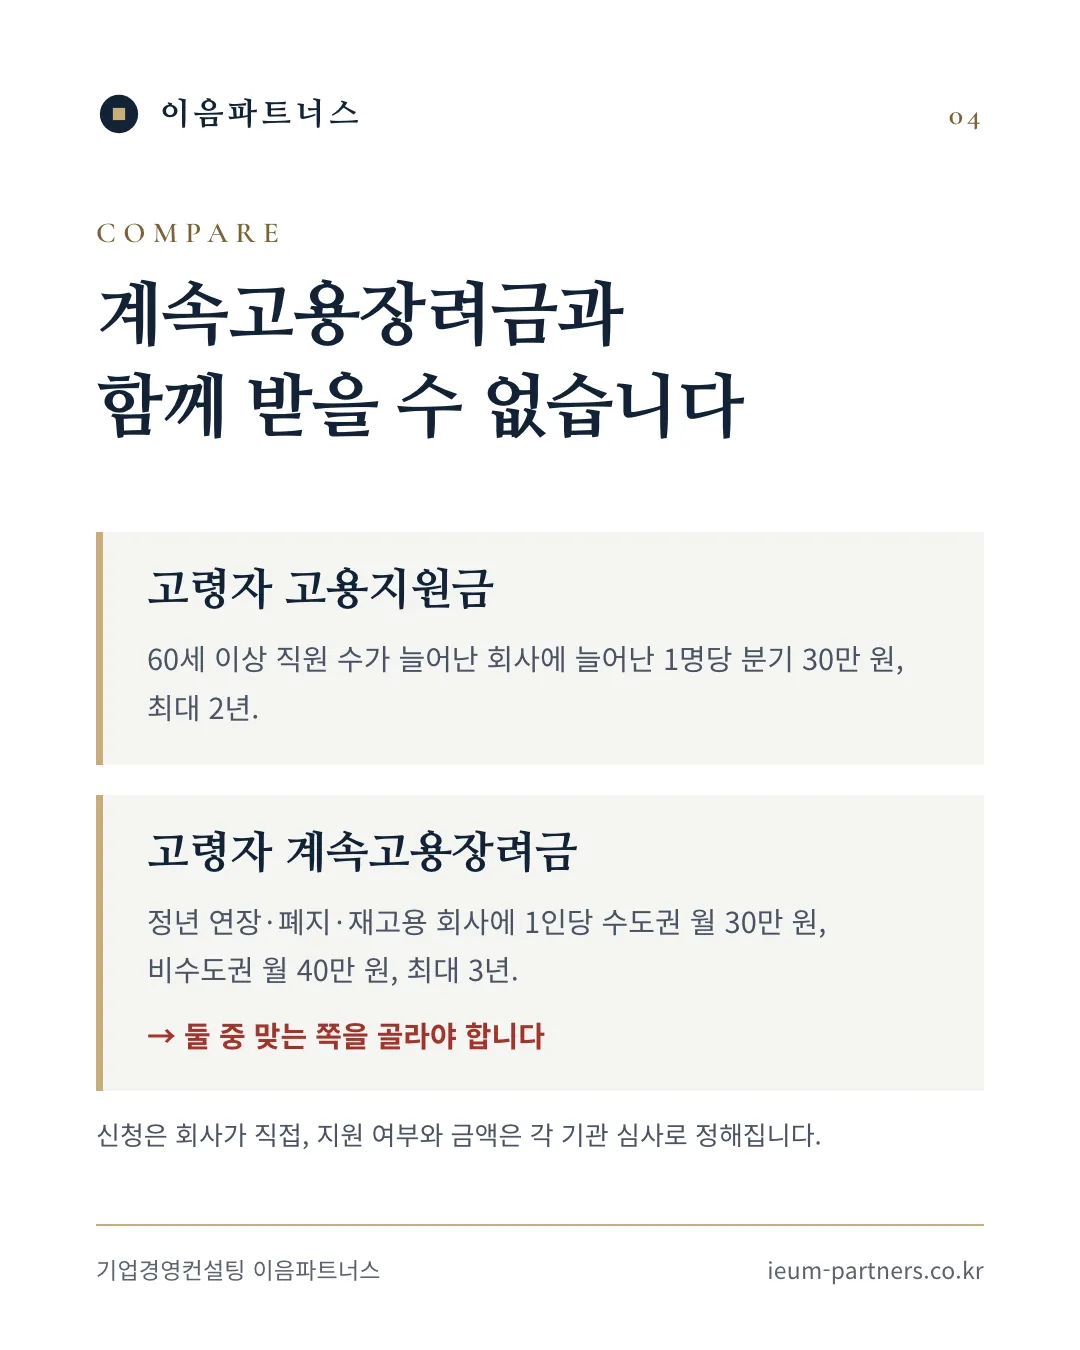 이음파트너스
04
COMPARE
계속고용장려금과
함께 받을 수 없습니다
고령자 고용지원금
60세 이상 직원 수가 늘어난 회사에 늘어난 1명당 분기 30만 원,
최대 2년.
고령자 계속고용장려금
정년 연장·폐지·재고용 회사에 1인당 수도권 월 30만 원,
비수도권 월 40만 원, 최대 3년.
→ 둘 중 맞는 쪽을 골라야 합니다
신청은 회사가 직접, 지원 여부와 금액은 각 기관 심사로 정해집니다.
기업경영컨설팅 이음파트너스
ieum-partners.co.kr